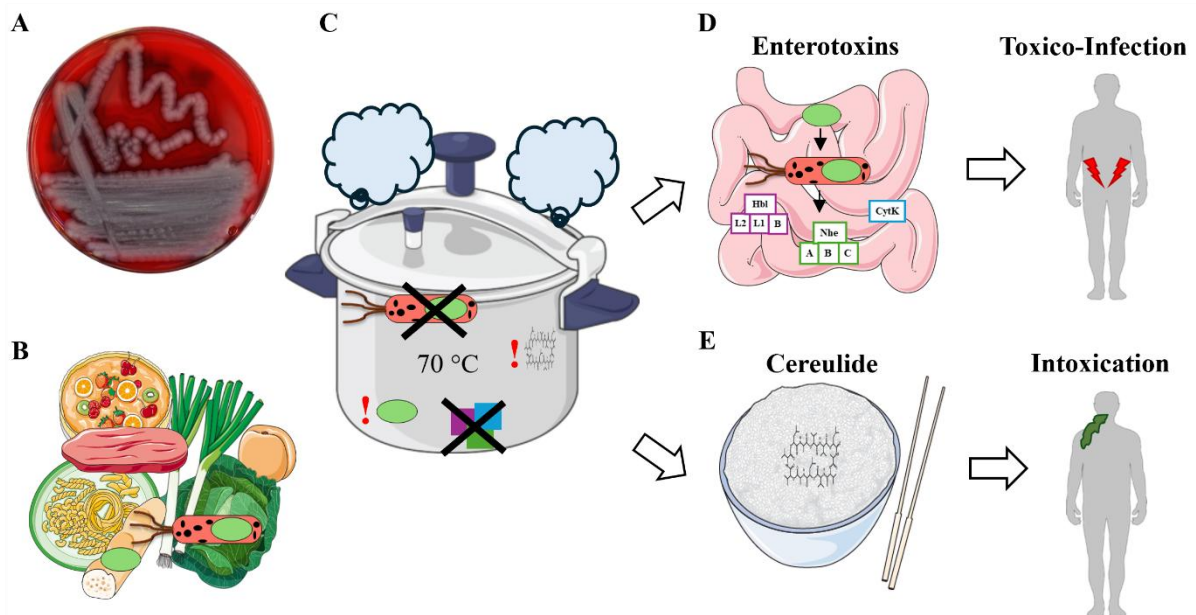 A
B
C
70 °C
!
!
D
Enterotoxins
Toxico-Infection
Hbl
L2 L1 B
CytK
Nhe
A B C
E
Cereulide
Intoxication